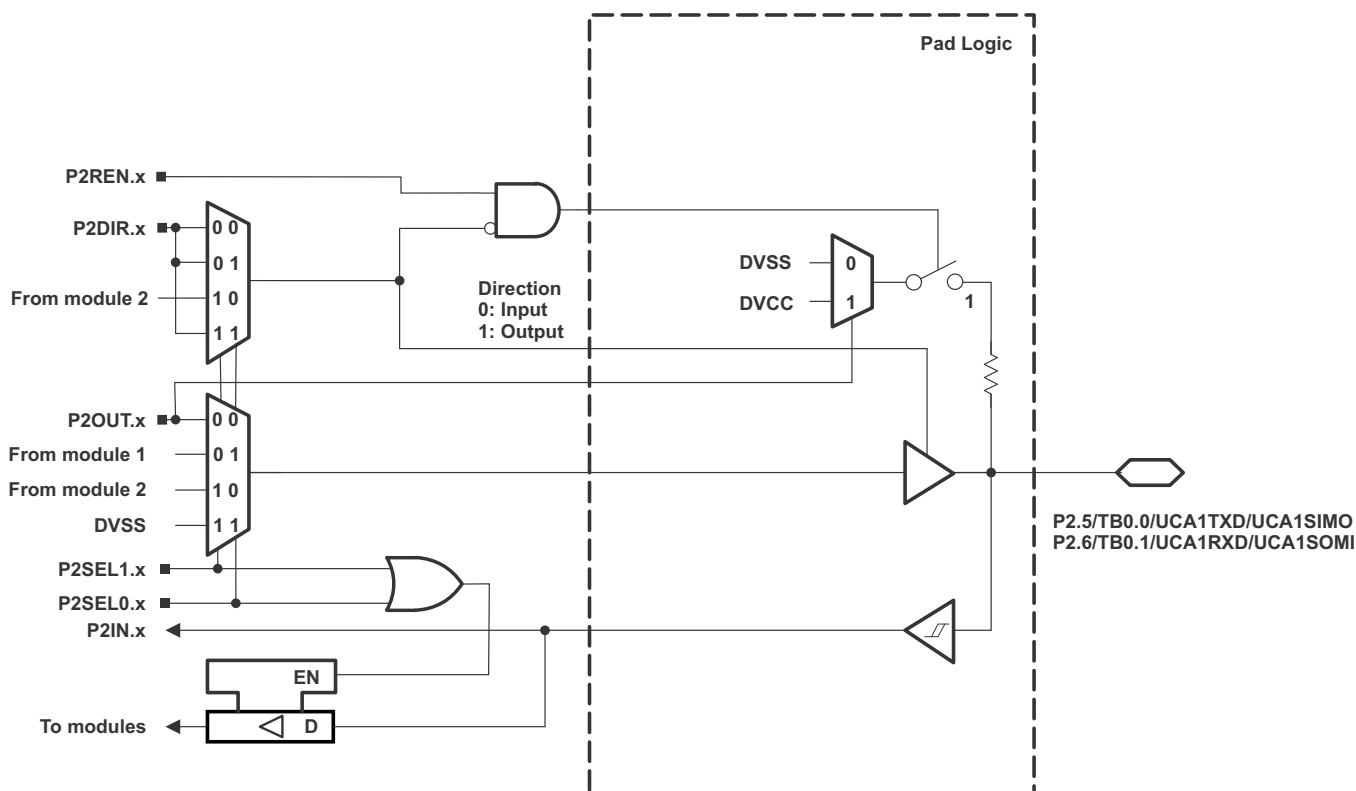 Pad Logic
P2REN.x
P2DIR.x
0 0
0 1
From module 2
1 0
1 1
Direction
0: Input
1: Output
DVSS
0
DVCC
1
1
P2OUT.x
0 0
From module 1
0 1
From module 2
1 0
DVSS
1 1
P2.5/TB0.0/UCA1TXD/UCA1SIMO
P2.6/TB0.1/UCA1RXD/UCA1SOMI
P2SEL1.x
P2SEL0.x
P2IN.x
EN
To modules
D